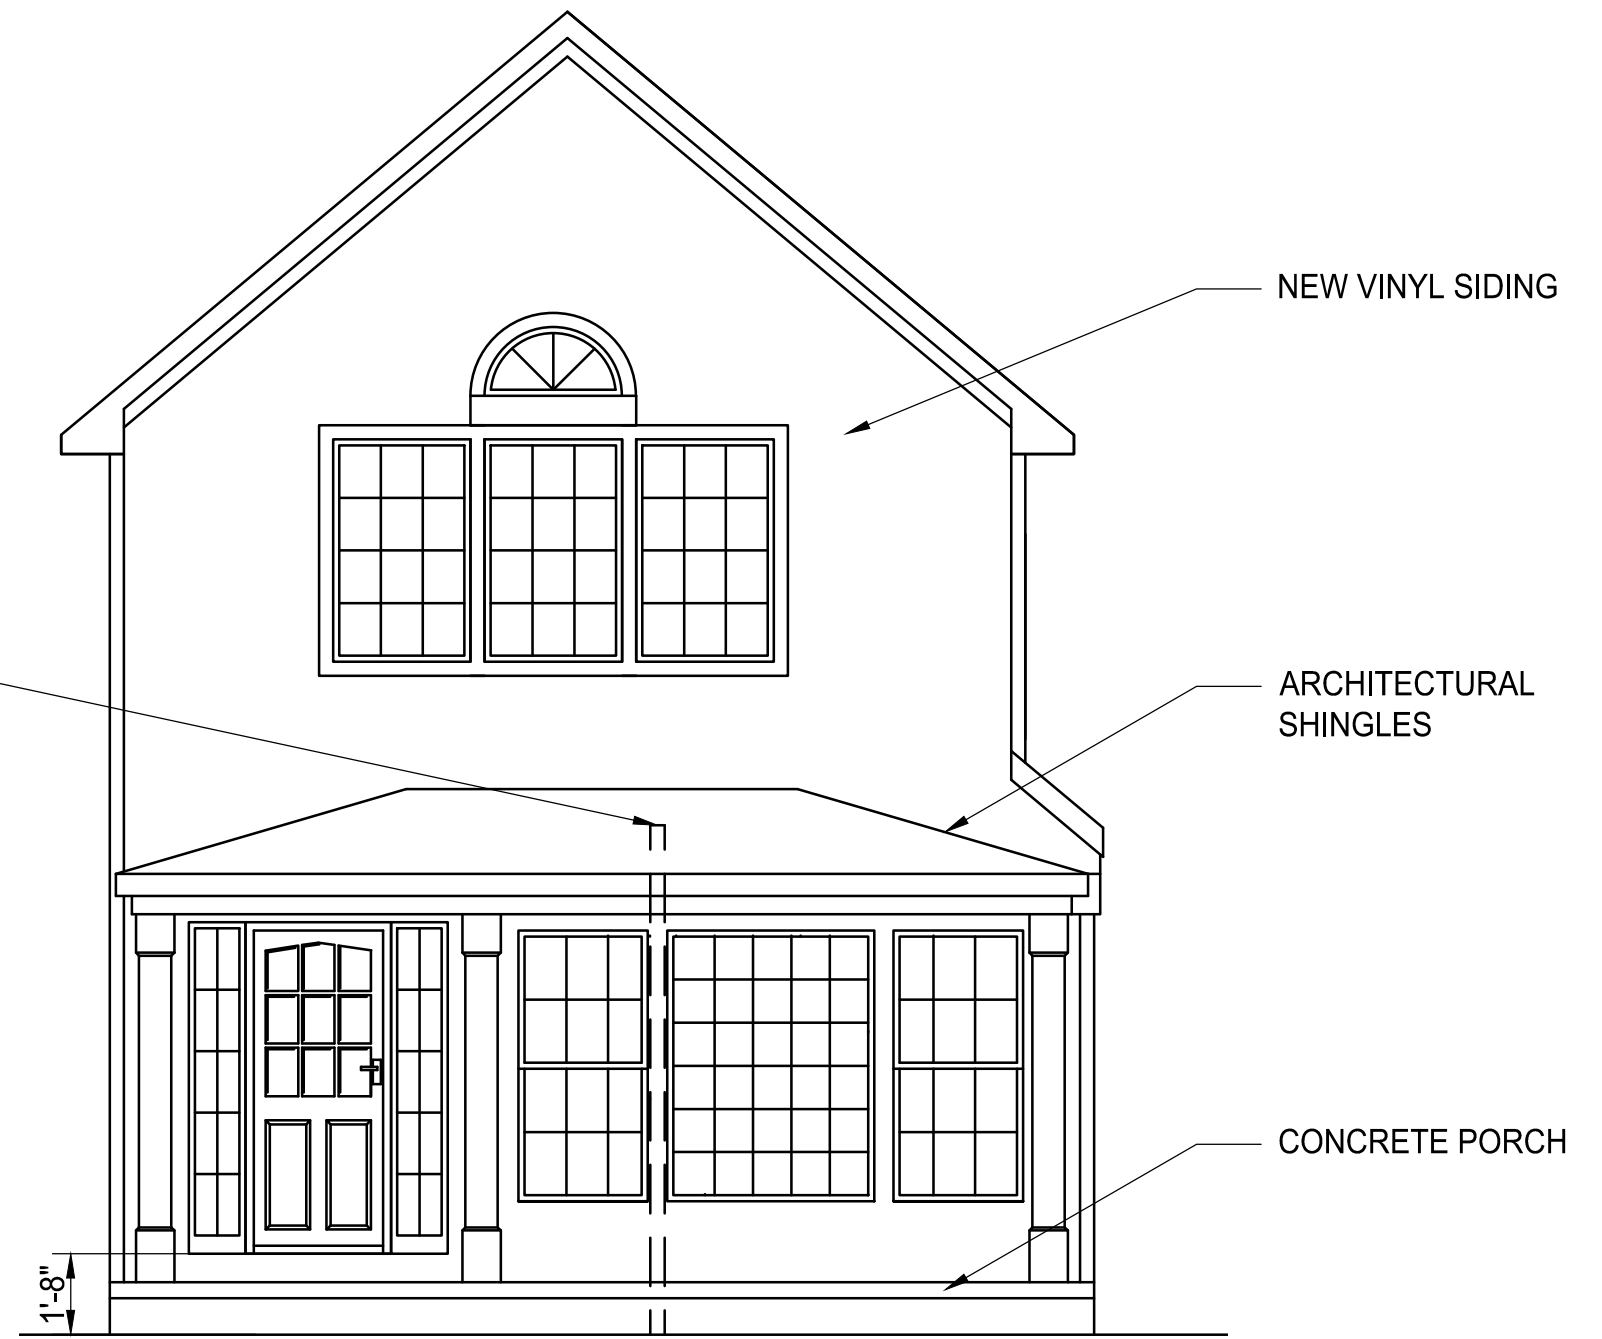 NEW VINYL SIDING
ARCHITECTURAL
SHINGLES
CONCRETE PORCH
1'-8"